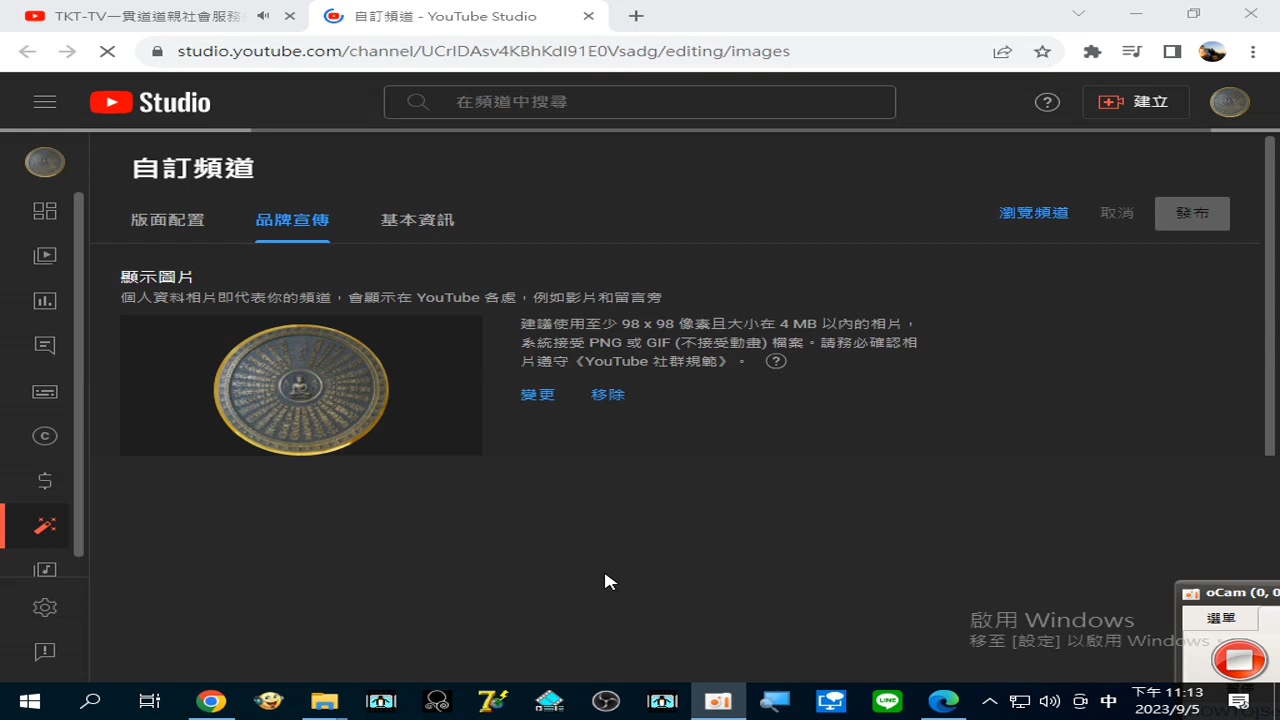 TKT-TV一貫道道親社會服務
自訂頻道 - YouTube Studio
studio.youtube.com/channel/UCrIDAsv4KBhKdI91E0Vsadg/editing/images
Studio
在頻道中搜尋
建立
自訂頻道
版面配置
品牌宣傳
基本資訊
瀏覽頻道
取消
發布
顯示圖片
個人資料相片即代表你的頻道，會顯示在 YouTube 各處，例如影片和留言旁
建議使用至少 98 x 98 像素且大小在 4 MB 以內的相片，
系統接受 PNG 或 GIF (不接受動畫) 檔案。請務必確認相
片遵守《YouTube 社群規範》。
變更
移除
oCam (0, 0
選單
啟用 Windows
移至 [設定] 以啟用 Windows。
中
下午 11:13
2023/9/5